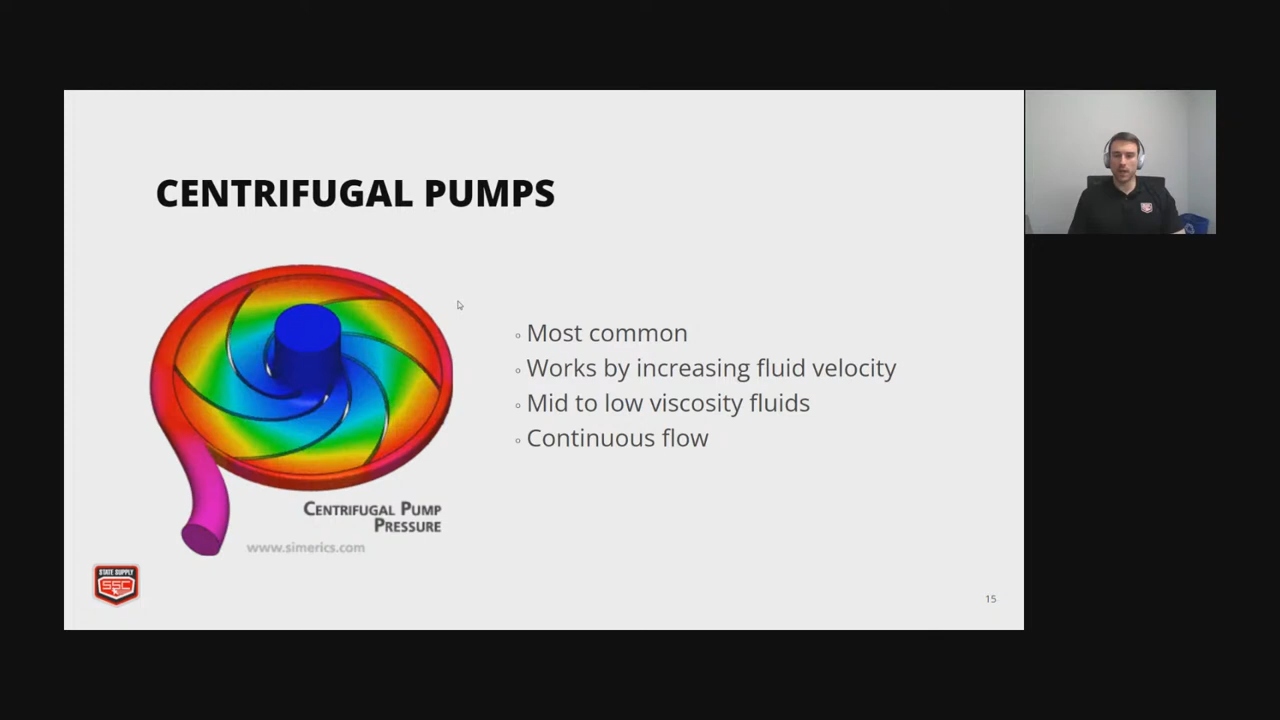 CENTRIFUGAL PUMPS
Most common
Works by increasing fluid velocity
Mid to low viscosity fluids
Continuous flow
CENTRIFUGAL PUMP
PRESSURE
www.simerics.com
STATE SUPPLY
SSC
15